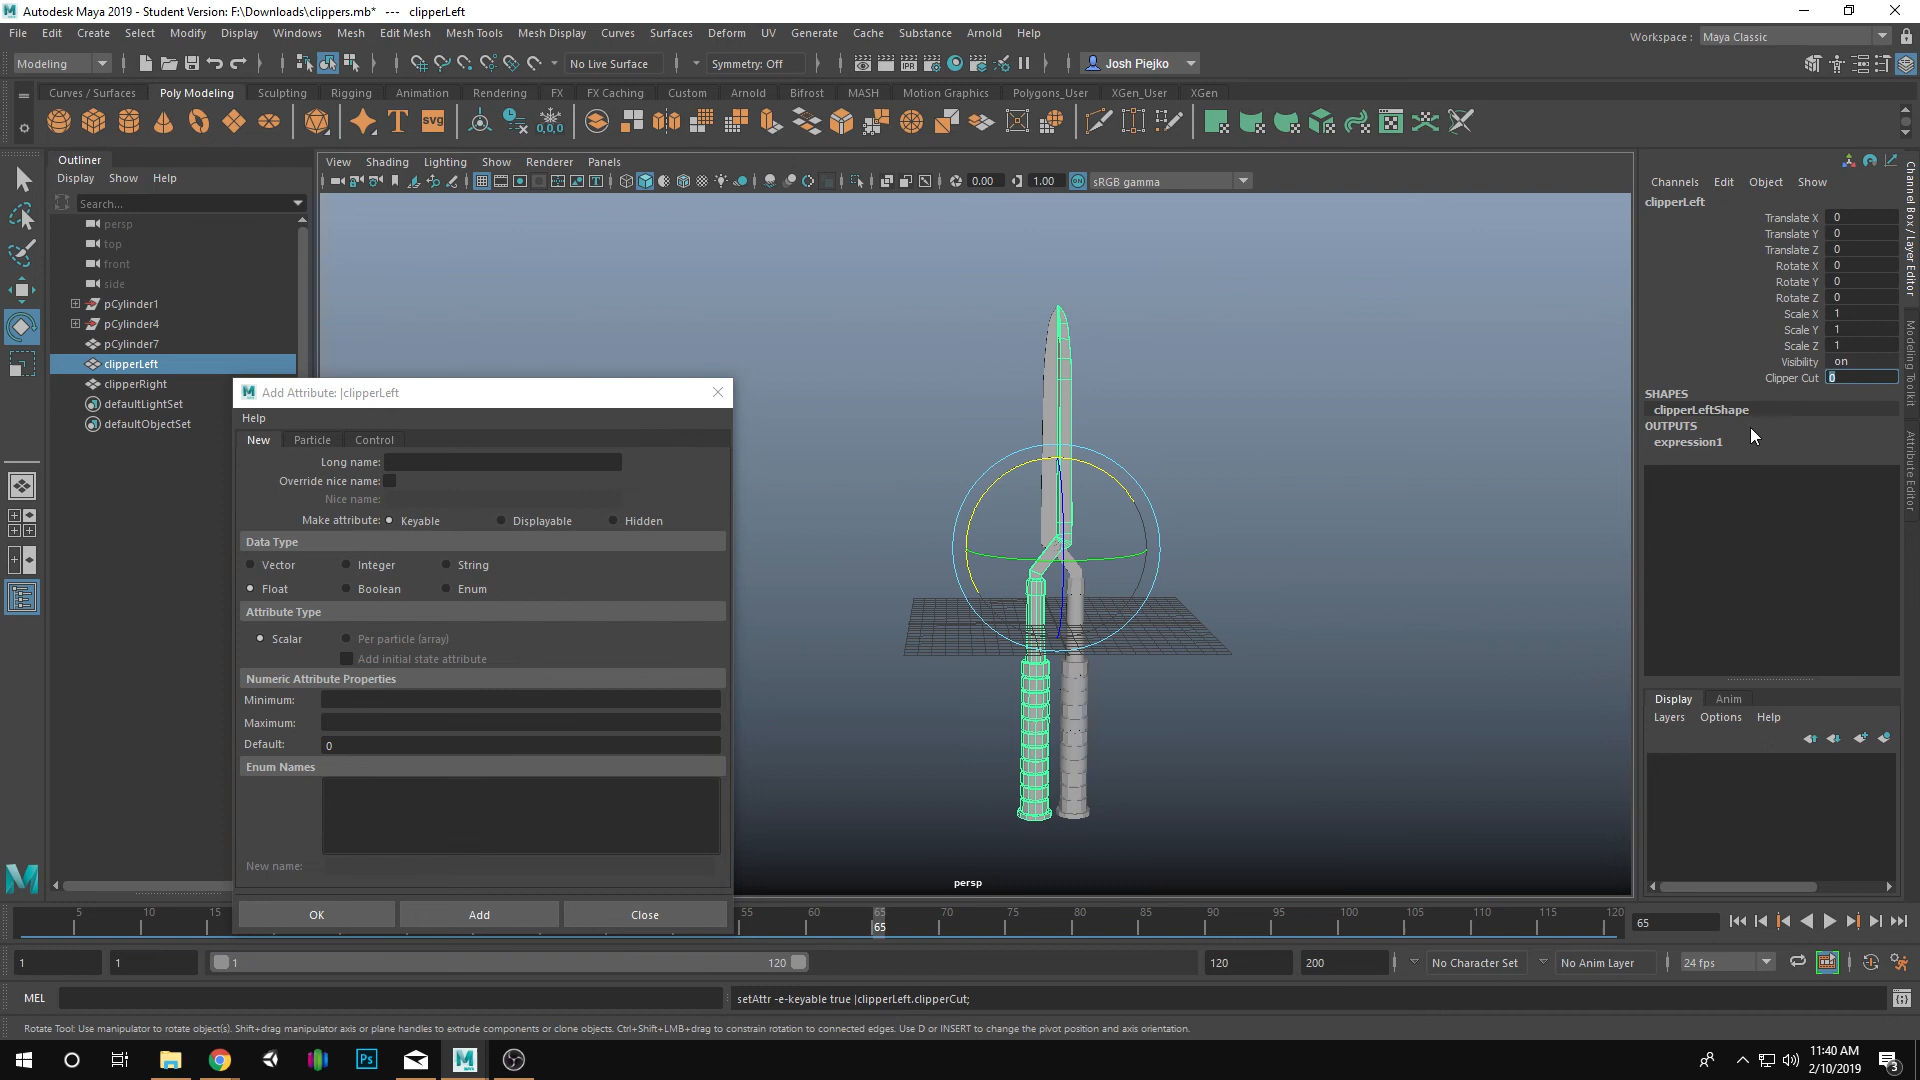 Autodesk Maya 2019 - Student Version: F:\Downloads\clippers.mb*   ---   clipperLeft
File Edit Create Select Modify Display Windows Mesh Edit Mesh Mesh Tools Mesh Display Curves Surfaces Deform UV Generate Cache Substance Arnold Help
Workspace : Maya Classic
Modeling
No Live Surface
Symmetry: Off
Josh Piejko
Curves / Surfaces Poly Modeling Sculpting Rigging Animation Rendering FX FX Caching Custom Arnold Bifrost MASH Motion Graphics Polygons_User XGen_User XGen
Outliner
Display Show Help
Search...
persp
top
front
side
pCylinder1
pCylinder4
pCylinder7
clipperLeft
clipperRight
defaultLightSet
defaultObjectSet
View Shading Lighting Show Renderer Panels
0.00 1.00 ON sRGB gamma
persp
Add Attribute: |clipperLeft
Help
New Particle Control
Long name:
Override nice name:
Nice name:
Make attribute: Keyable Displayable Hidden
Data Type
Vector Integer String
Float Boolean Enum
Attribute Type
Scalar Per particle (array)
Add initial state attribute
Numeric Attribute Properties
Minimum:
Maximum:
Default: 0
Enum Names
New name:
OK Add Close
Channels Edit Object Show
clipperLeft
Translate X 0
Translate Y 0
Translate Z 0
Rotate X 0
Rotate Y 0
Rotate Z 0
Scale X 1
Scale Y 1
Scale Z 1
Visibility on
Clipper Cut 0
SHAPES
clipperLeftShape
OUTPUTS
expression1
Display Anim
Layers Options Help
Channel Box / Layer Editor
Modeling Toolkit
Attribute Editor
5 10 15 55 60 65 70 75 80 85 90 95 100 105 110 115 120
65
65
1 1 1 120 120 200 No Character Set No Anim Layer 24 fps
MEL
setAttr -e-keyable true |clipperLeft.clipperCut;
Rotate Tool: Use manipulator to rotate object(s). Shift+drag manipulator axis or plane handles to extrude components or clone objects. Ctrl+Shift+LMB+drag to constrain rotation to connected edges. Use D or INSERT to change the pivot position and axis orientation.
11:40 AM
2/10/2019
3